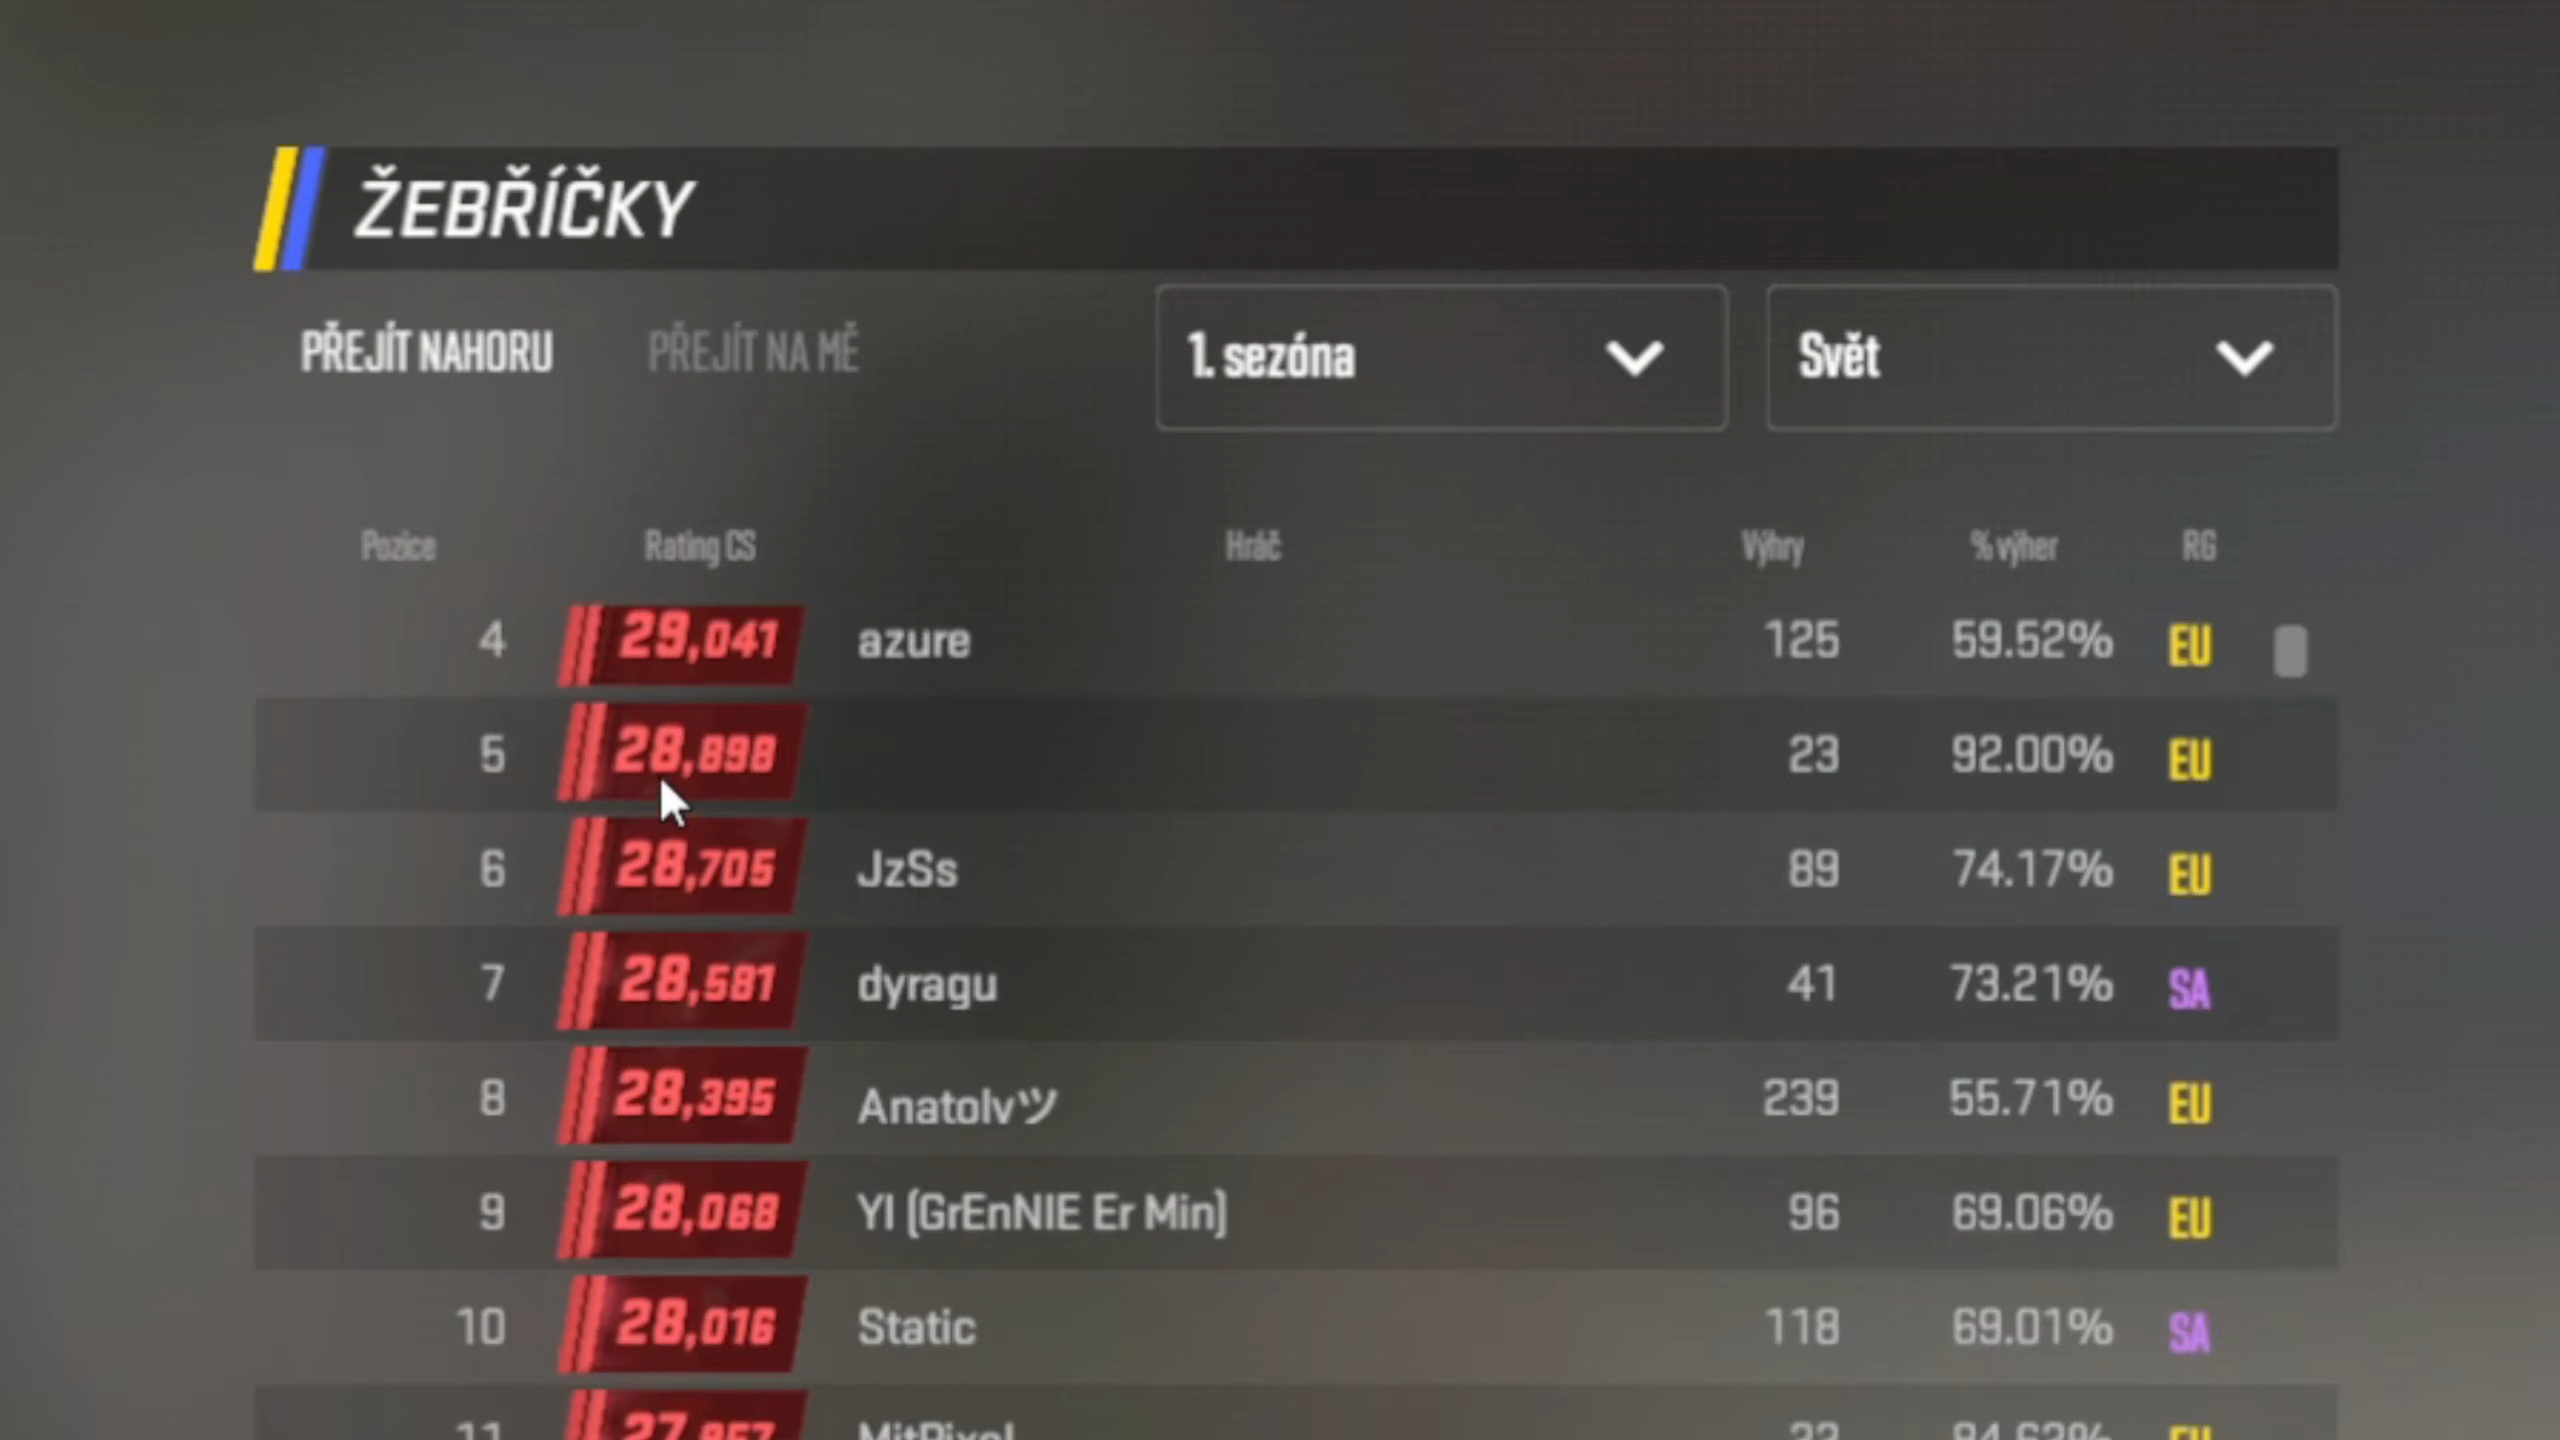 ŽEBŘÍČKY
PŘEJÍT NAHORU PŘEJÍT NA MĚ 1. sezóna Svět
Pozice Rating CS Hráč Výhry % výher RG
4 29,041 azure 125 59.52% EU
5 28,898 23 92.00% EU
6 28,705 JzSs 89 74.17% EU
7 28,581 dyragu 41 73.21% SA
8 28,395 Anatolvツ 239 55.71% EU
9 28,068 YI (GrEnNIE Er Min) 96 69.06% EU
10 28,016 Static 118 69.01% SA
11 EU